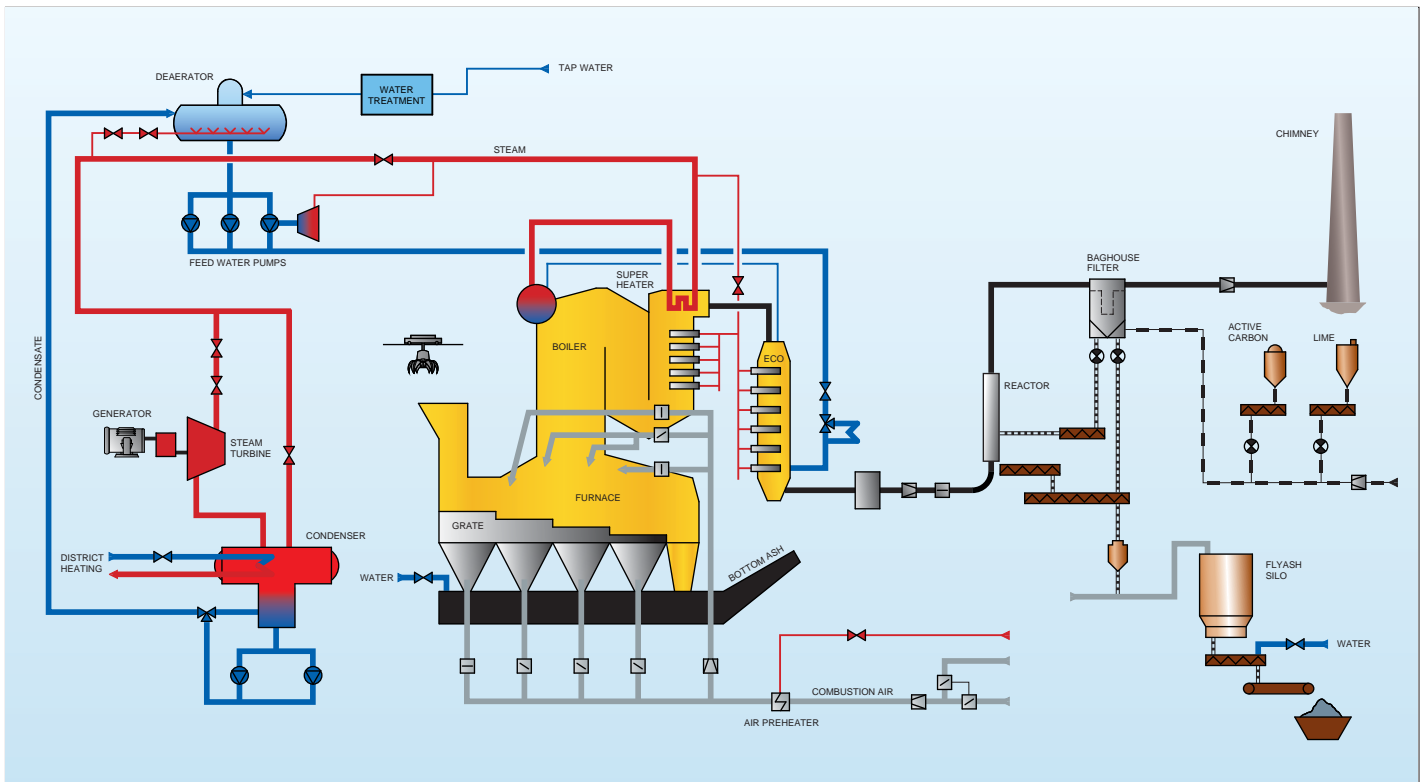 TAP WATER
DEAERATOR
WATER
TREATMENT
CHIMNEY
STEAM
FEED WATER PUMPS
BAGHOUSE
FILTER
SUPER
HEATER
ACTIVE
CARBON
LIME
BOILER
ECO
CONDENSATE
REACTOR
GENERATOR
STEAM
TURBINE
FURNACE
GRATE
CONDENSER
DISTRICT
HEATING
WATER
BOTTOM ASH
FLYASH
SILO
WATER
COMBUSTION AIR
AIR PREHEATER